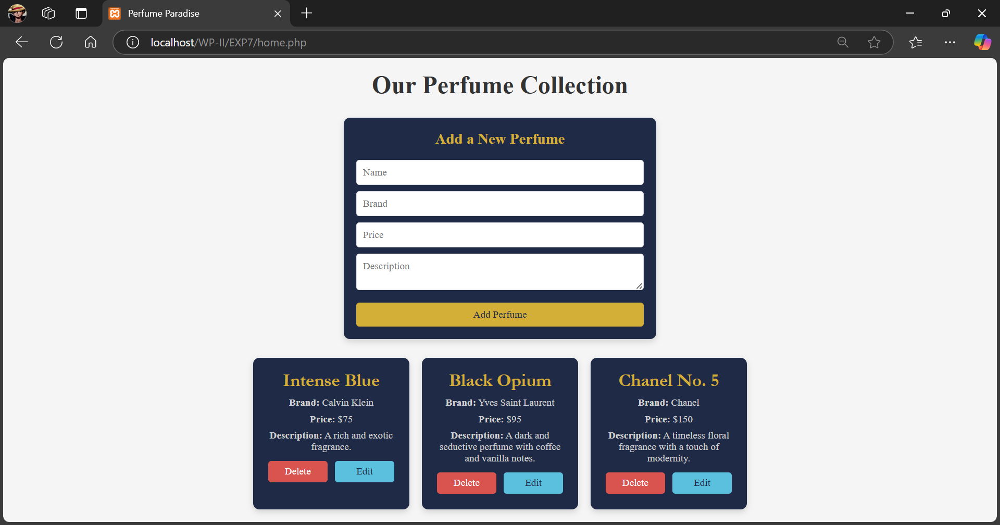 Perfume Paradise
localhost/WP-II/EXP7/home.php
Our Perfume Collection
Add a New Perfume
Name
Brand
Price
Description
Add Perfume
Intense Blue
Brand: Calvin Klein
Price: $75
Description: A rich and exotic
fragrance.
Delete Edit
Black Opium
Brand: Yves Saint Laurent
Price: $95
Description: A dark and
seductive perfume with coffee
and vanilla notes.
Delete Edit
Chanel No. 5
Brand: Chanel
Price: $150
Description: A timeless floral
fragrance with a touch of
modernity.
Delete Edit